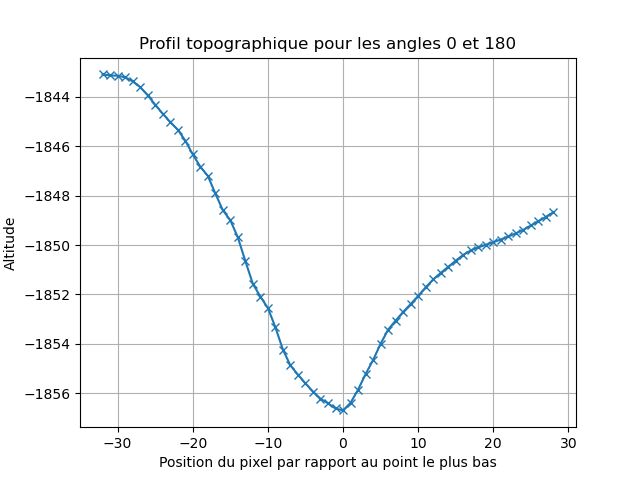 Profil topographique pour les angles 0 et 180
Altitude
−1844
−1846
−1848
−1850
−1852
−1854
−1856
−30 −20 −10 0 10 20 30
Position du pixel par rapport au point le plus bas